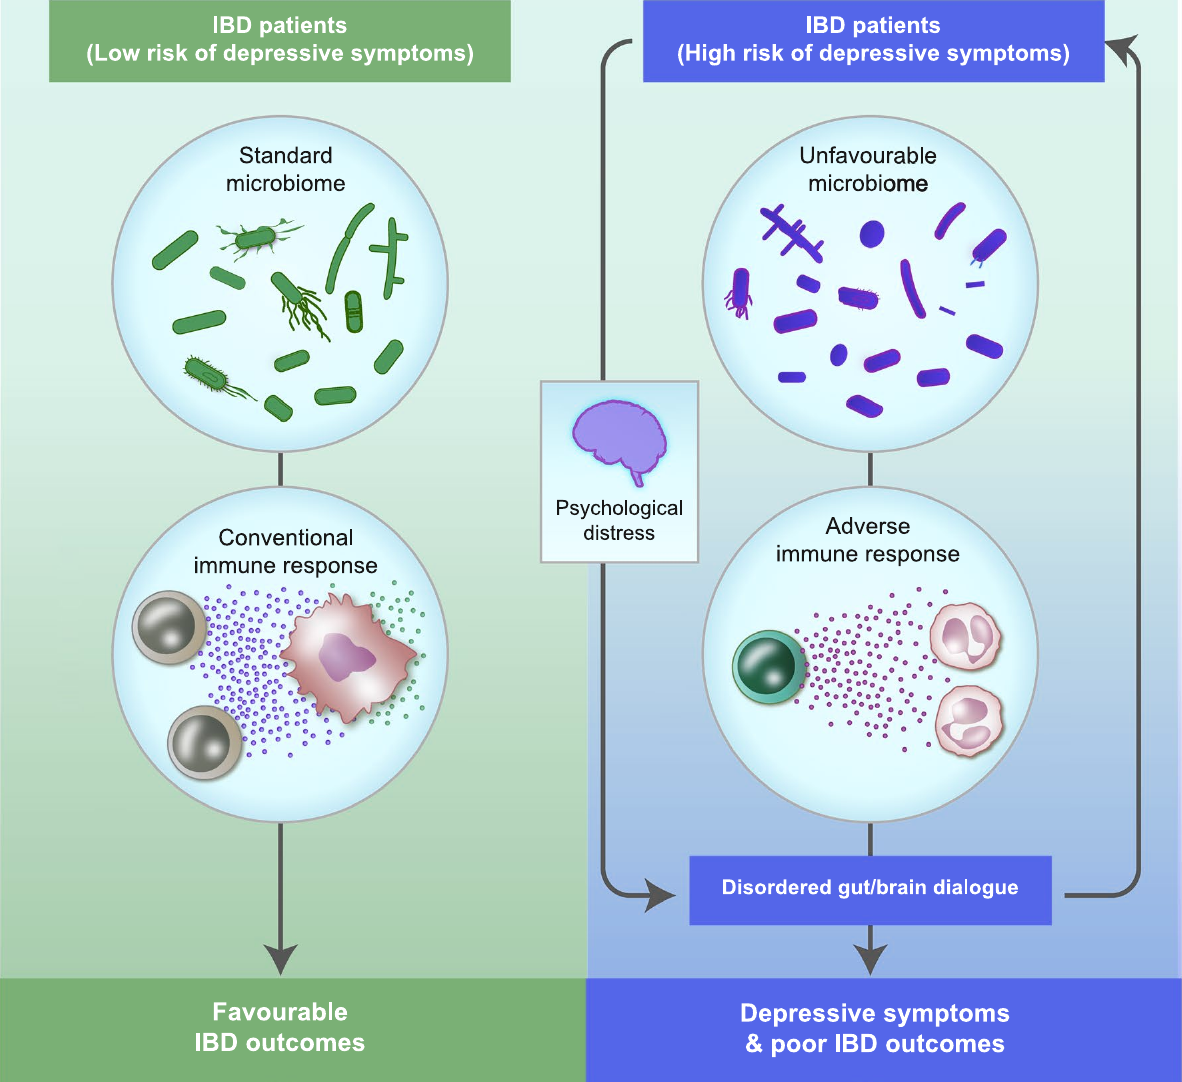 IBD patients
(Low risk of depressive symptoms)
Standard
microbiome
Conventional
immune response
Favourable
IBD outcomes
IBD patients
(High risk of depressive symptoms)
Unfavourable
microbiome
Psychological
distress
Adverse
immune response
Disordered gut/brain dialogue
Depressive symptoms
& poor IBD outcomes